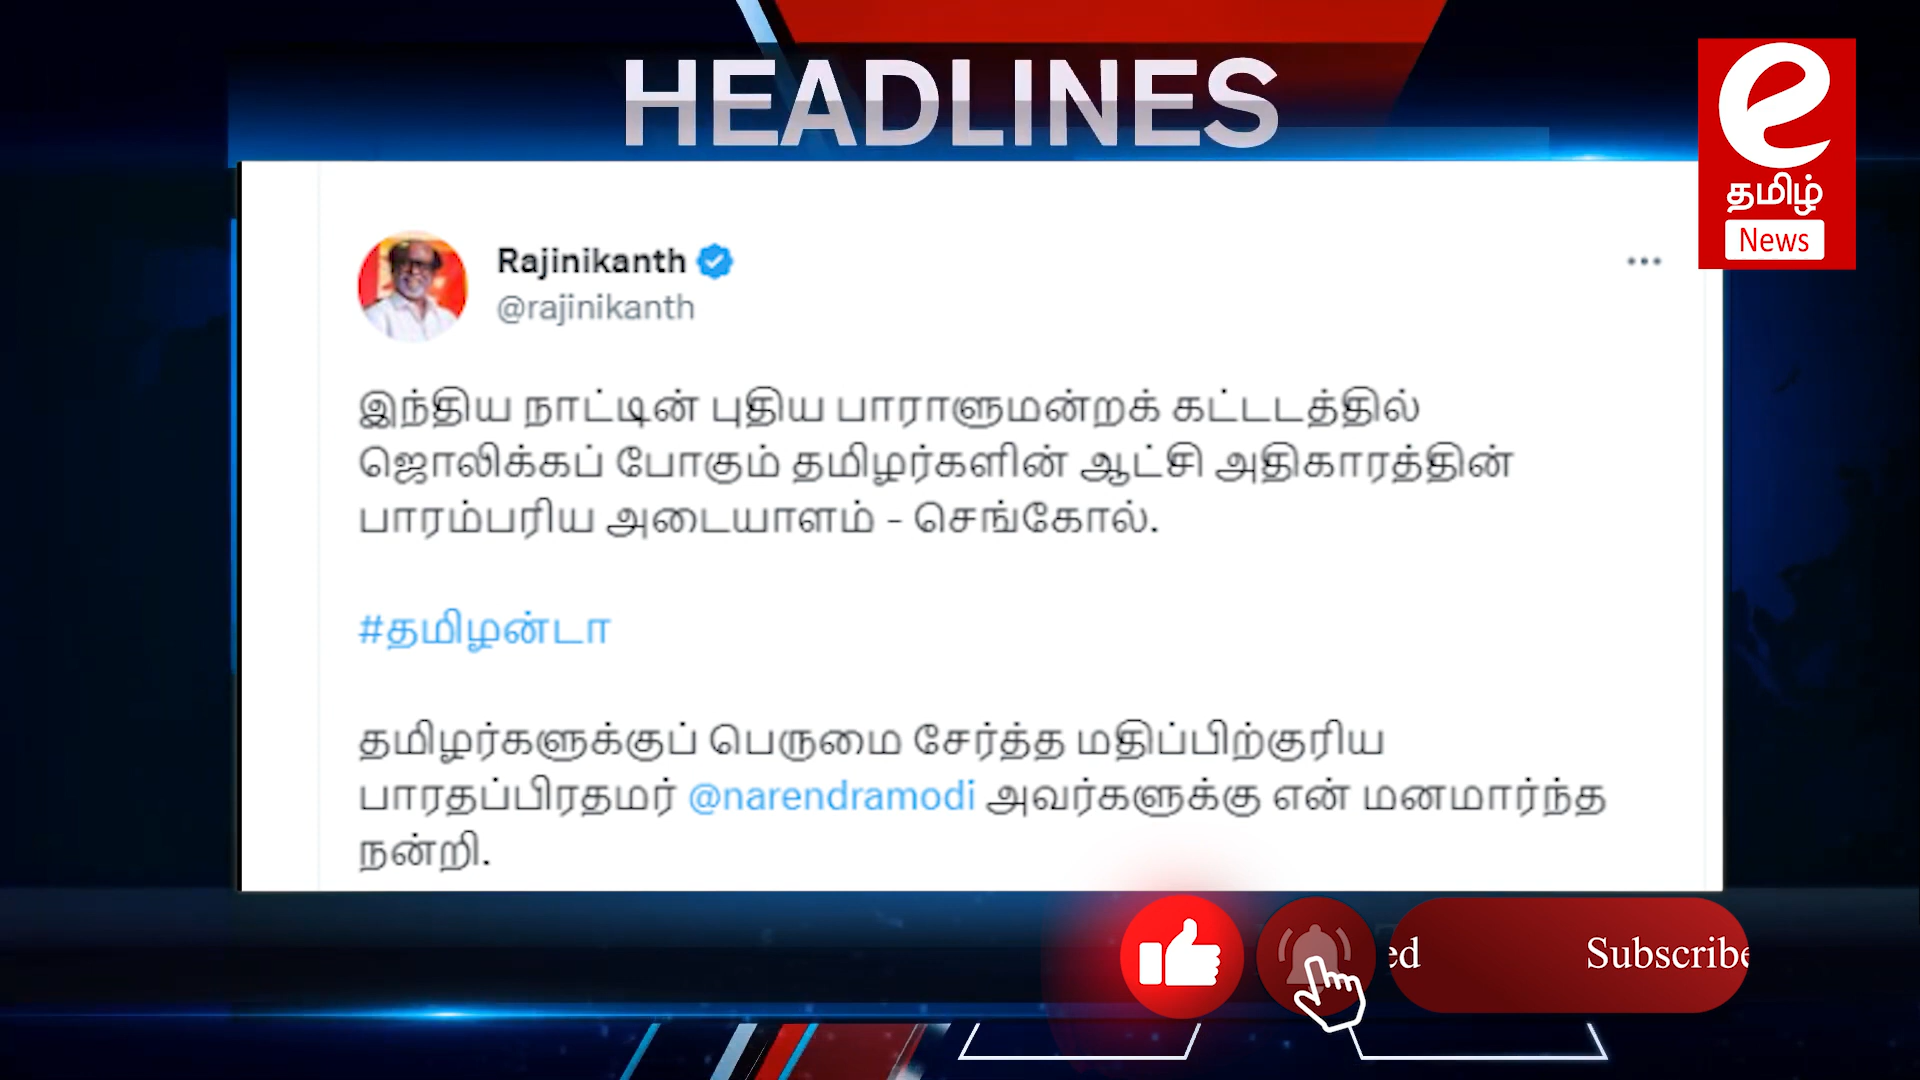 HEADLINES
e
தமிழ்
News
Rajinikanth
@rajinikanth
இந்திய நாட்டின் புதிய பாராளுமன்றக் கட்டடத்தில்
ஜொலிக்கப் போகும் தமிழர்களின் ஆட்சி அதிகாரத்தின்
பாரம்பரிய அடையாளம் - செங்கோல்.
#தமிழன்டா
தமிழர்களுக்குப் பெருமை சேர்த்த மதிப்பிற்குரிய
பாரதப்பிரதமர் @narendramodi அவர்களுக்கு என் மனமார்ந்த
நன்றி.
ed Subscribe